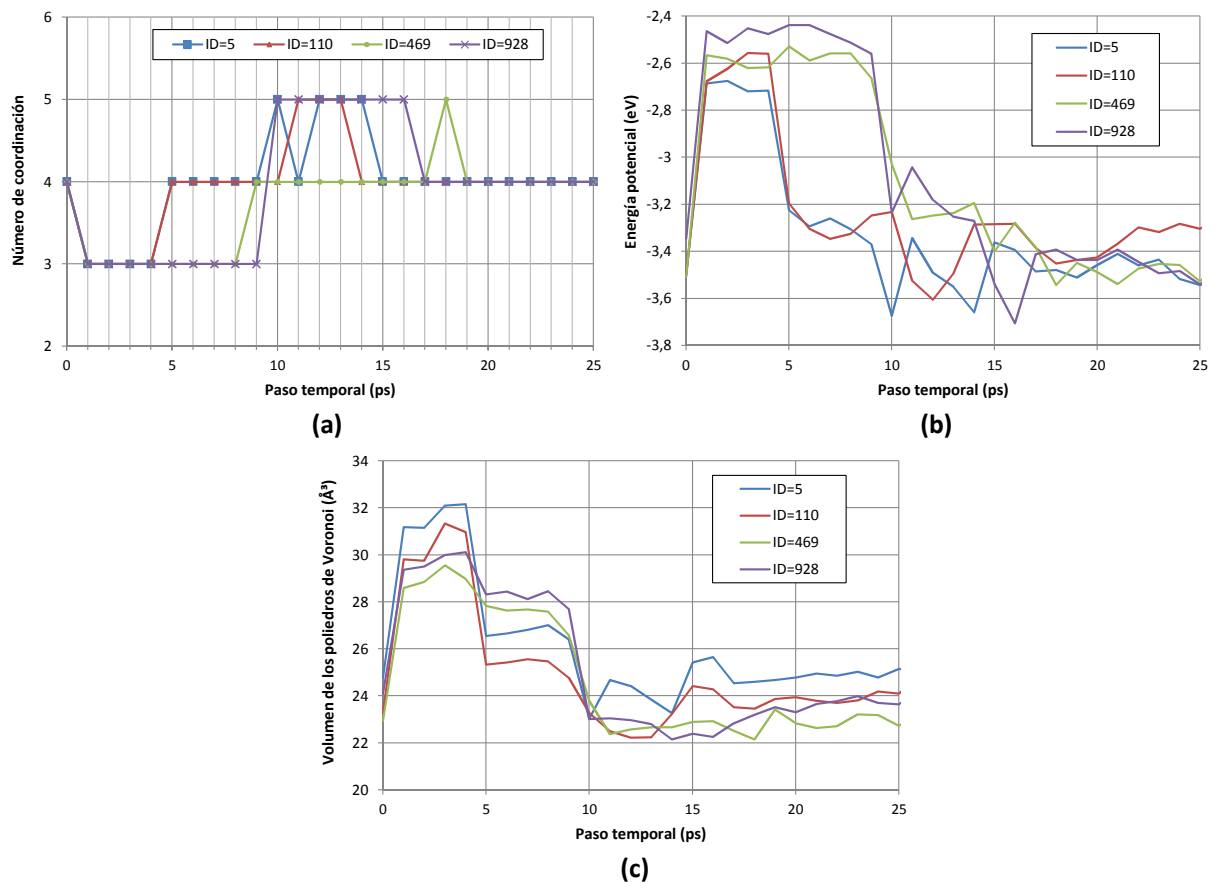 6
5
4
3
2
ID=5 ID=110 ID=469 ID=928
0 5 10 15 20 25
Número de coordinación
Paso temporal (ps)
(a)
-2,4
-2,6
-2,8
-3
-3,2
-3,4
-3,6
-3,8
ID=5
ID=110
ID=469
ID=928
0 5 10 15 20 25
Energía potencial (eV)
Paso temporal (ps)
(b)
34
32
30
28
26
24
22
20
ID=5
ID=110
ID=469
ID=928
0 5 10 15 20 25
Volumen de los poliedros de Voronoi (Å³)
Paso temporal (ps)
(c)